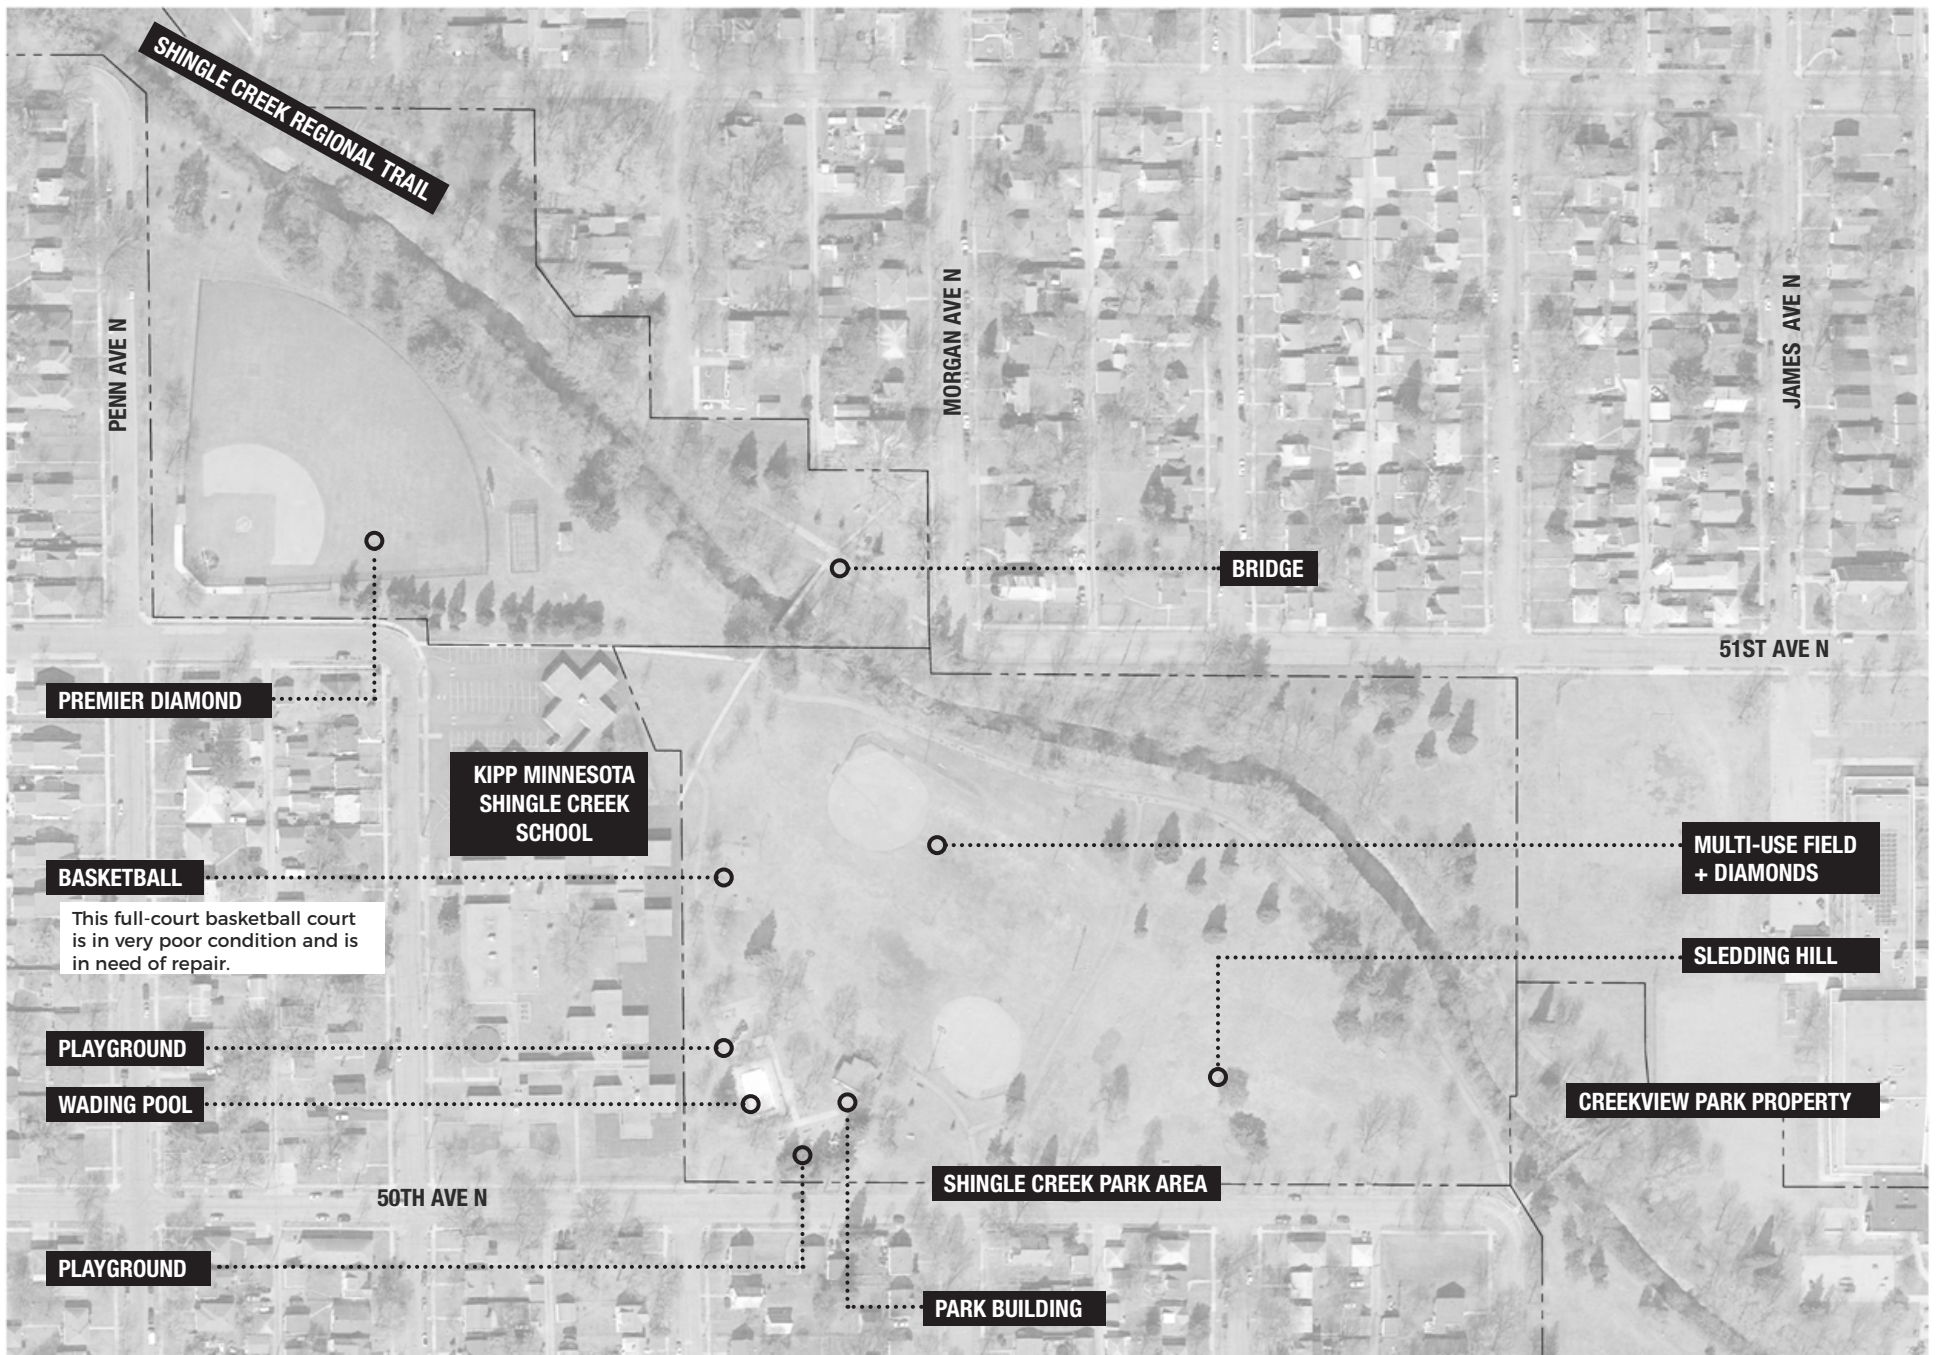 SHINGLE CREEK REGIONAL TRAIL
PENN AVE N
MORGAN AVE N
JAMES AVE N
BRIDGE
51ST AVE N
PREMIER DIAMOND
KIPP MINNESOTA
SHINGLE CREEK
SCHOOL
MULTI-USE FIELD
+ DIAMONDS
BASKETBALL
This full-court basketball court
is in very poor condition and is
in need of repair.
SLEDDING HILL
PLAYGROUND
WADING POOL
CREEKVIEW PARK PROPERTY
SHINGLE CREEK PARK AREA
50TH AVE N
PLAYGROUND
PARK BUILDING